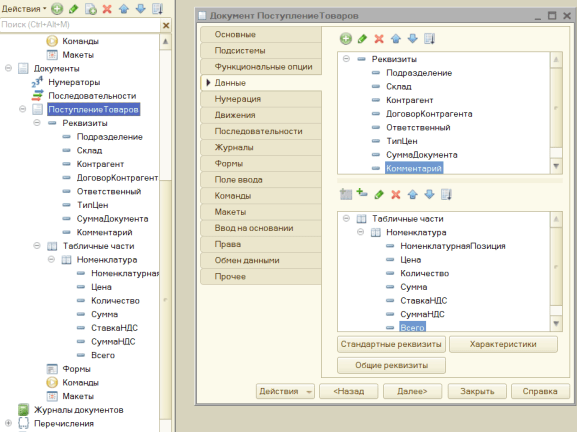 Действия
Поиск (Ctrl+Alt+M)
Команды
Макеты
Документы
Нумераторы
Последовательности
ПоступлениеТоваров
Реквизиты
Подразделение
Склад
Контрагент
ДоговорКонтрагент
Ответственный
ТипЦен
СуммаДокумента
Комментарий
Табличные части
Номенклатура
Номенклатурная
Цена
Количество
Сумма
СтавкаНДС
СуммаНДС
Всего
Формы
Команды
Макеты
Журналы документов
Перечисления
Документ ПоступлениеТоваров
Основные
Подсистемы
Функциональные опции
Данные
Нумерация
Движения
Последовательности
Журналы
Формы
Поле ввода
Команды
Макеты
Ввод на основании
Права
Обмен данными
Прочее
Реквизиты
Подразделение
Склад
Контрагент
ДоговорКонтрагента
Ответственный
ТипЦен
СуммаДокумента
Комментарий
Табличные части
Номенклатура
НоменклатурнаяПозиция
Цена
Количество
Сумма
СтавкаНДС
СуммаНДС
Всего
Стандартные реквизиты
Характеристики
Общие реквизиты
Действия
<Назад
Далее>
Закрыть
Справка